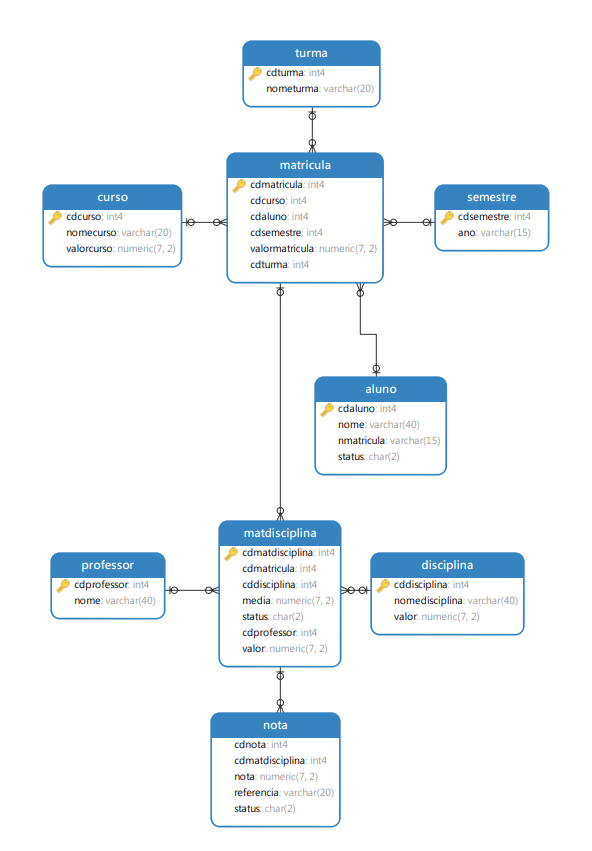 turma
cdturma: int4
nometurma: varchar(20)
matricula
cdmatricula: int4
cdcurso: int4
cdaluno: int4
cdsemestre: int4
valormatricula: numeric(7, 2)
cdturma: int4
curso
cdcurso: int4
nomecurso: varchar(20)
valorcurso: numeric(7, 2)
semestre
cdsemestre: int4
ano: varchar(15)
aluno
cdaluno: int4
nome: varchar(40)
nmatricula: varchar(15)
status: char(2)
matdisciplina
cdmatdisciplina: int4
cdmatricula: int4
cddisciplina: int4
media: numeric(7, 2)
status: char(2)
cdprofessor: int4
valor: numeric(7, 2)
professor
cdprofessor: int4
nome: varchar(40)
disciplina
cddisciplina: int4
nomedisciplina: varchar(40)
valor: numeric(7, 2)
nota
cdnota: int4
cdmatdisciplina: int4
nota: numeric(7, 2)
referencia: varchar(20)
status: char(2)